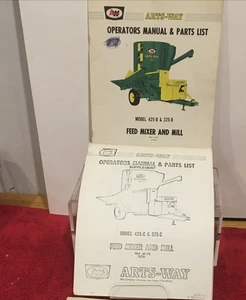 ARTS-WAY
OPERATORS MANUAL & PARTS LIST
MODEL 425-B & 325-B
FEED MIXER AND MILL
ARTS-WAY
OPERATORS MANUAL & PARTS LIST
SUPPLEMENT
MODEL 425-C & 325-C
FEED MIXER AND MILL
ARTS-WAY